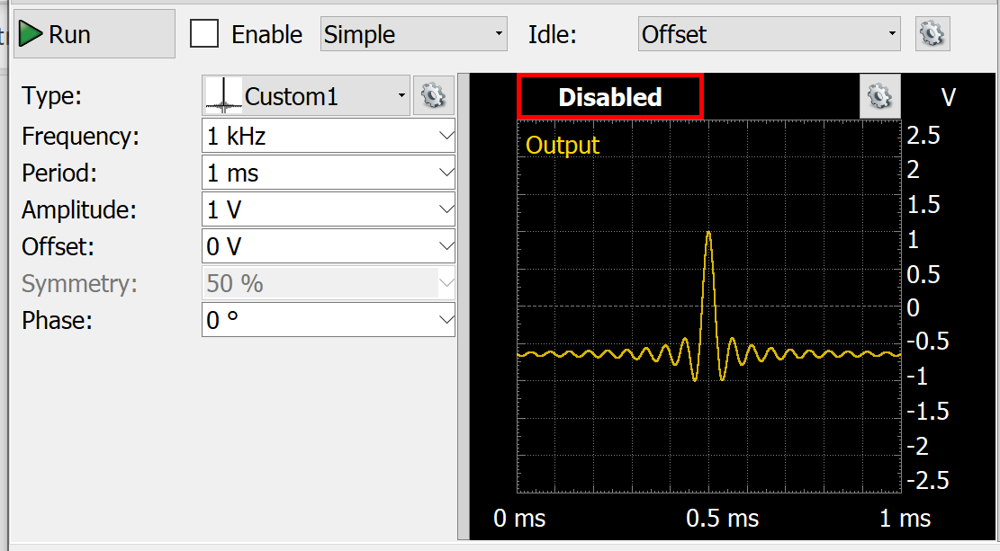 Run
Enable
Simple
Idle:
Offset
Type:
Custom1
Frequency:
1 kHz
Period:
1 ms
Amplitude:
1 V
Offset:
0 V
Symmetry:
50 %
Phase:
0 °
Disabled
V
Output
2.5
2
1.5
1
0.5
0
-0.5
-1
-1.5
-2
-2.5
0 ms
0.5 ms
1 ms